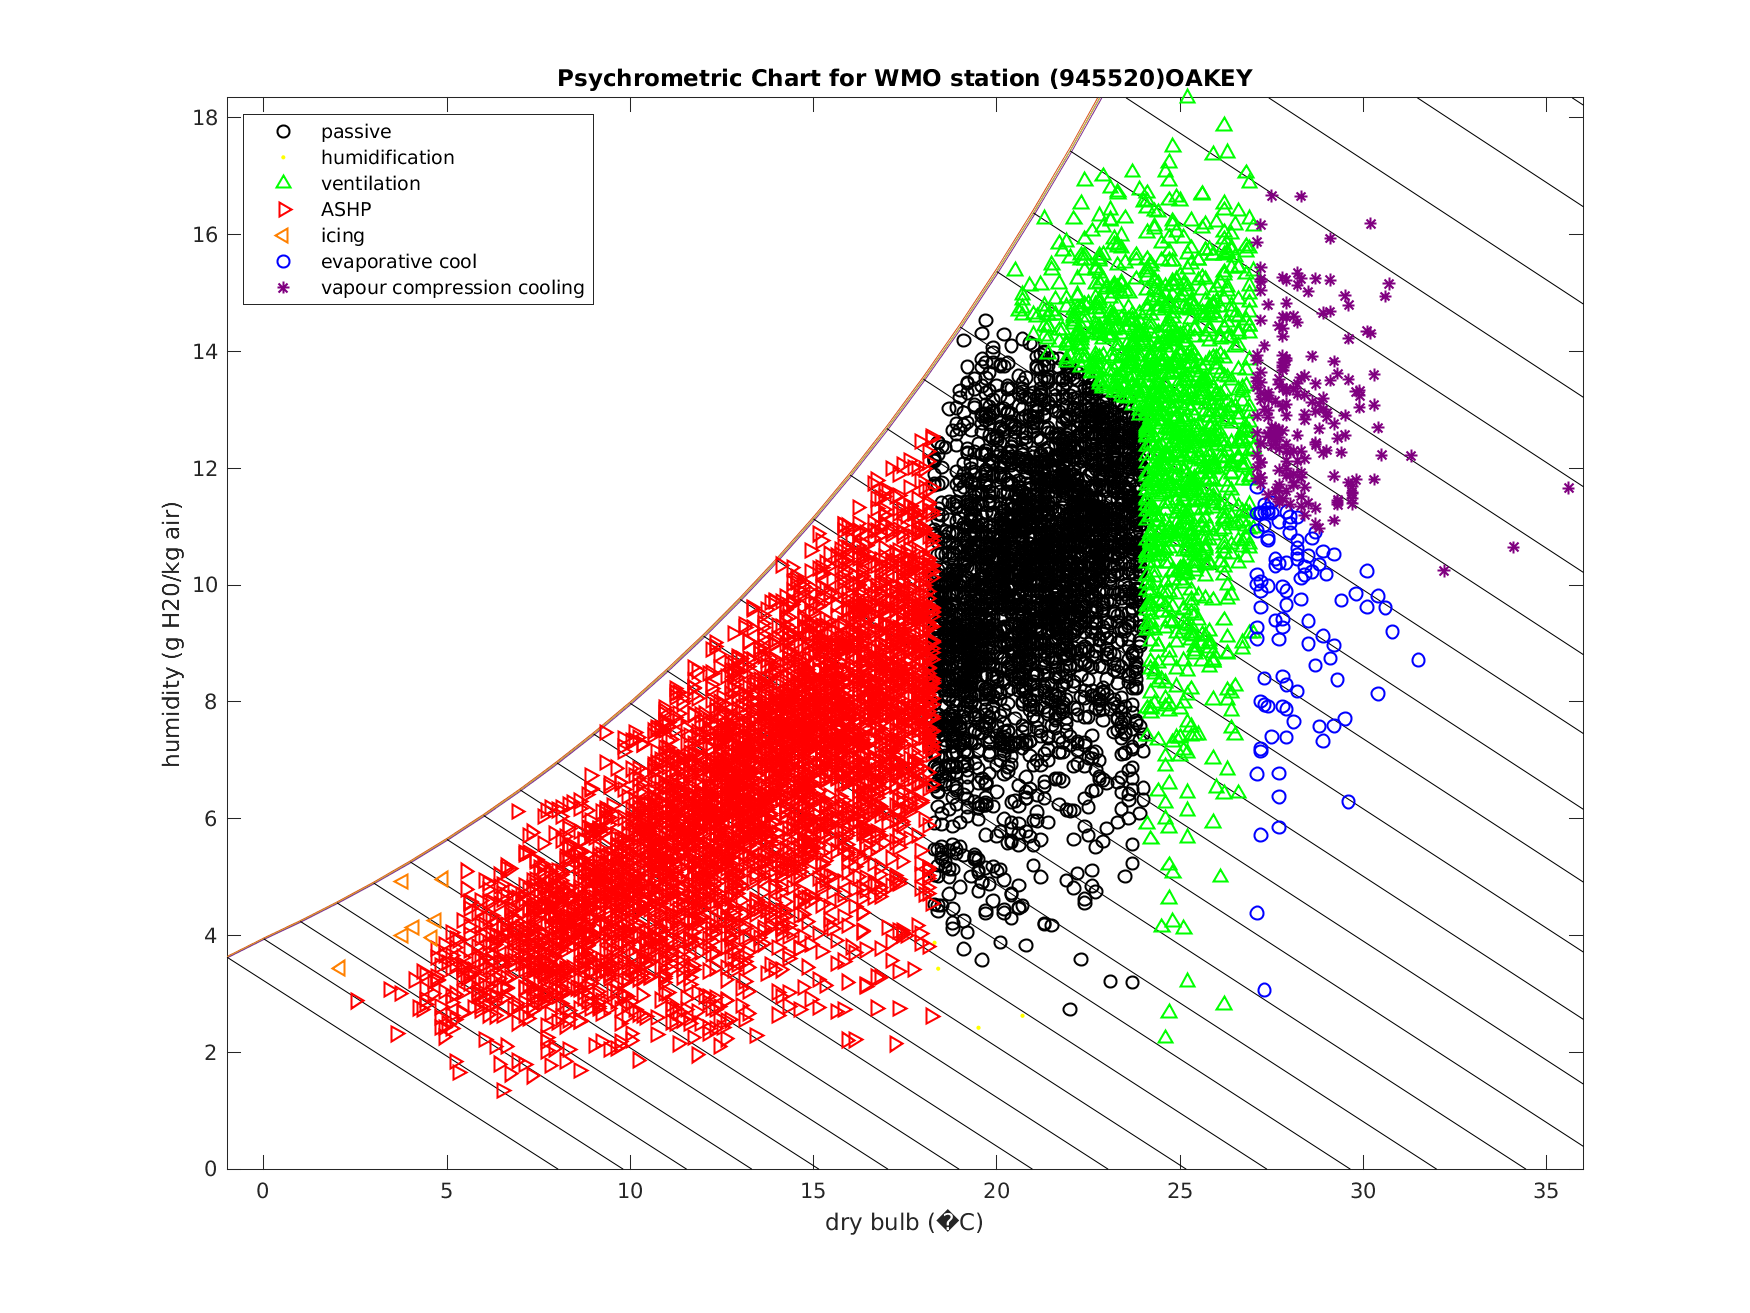 Psychrometric Chart for WMO station (945520)OAKEY
passive
humidification
ventilation
ASHP
icing
evaporative cool
vapour compression cooling
humidity (g H20/kg air)
18
16
14
12
10
8
6
4
2
0
0 5 10 15 20 25 30 35
dry bulb (�C)